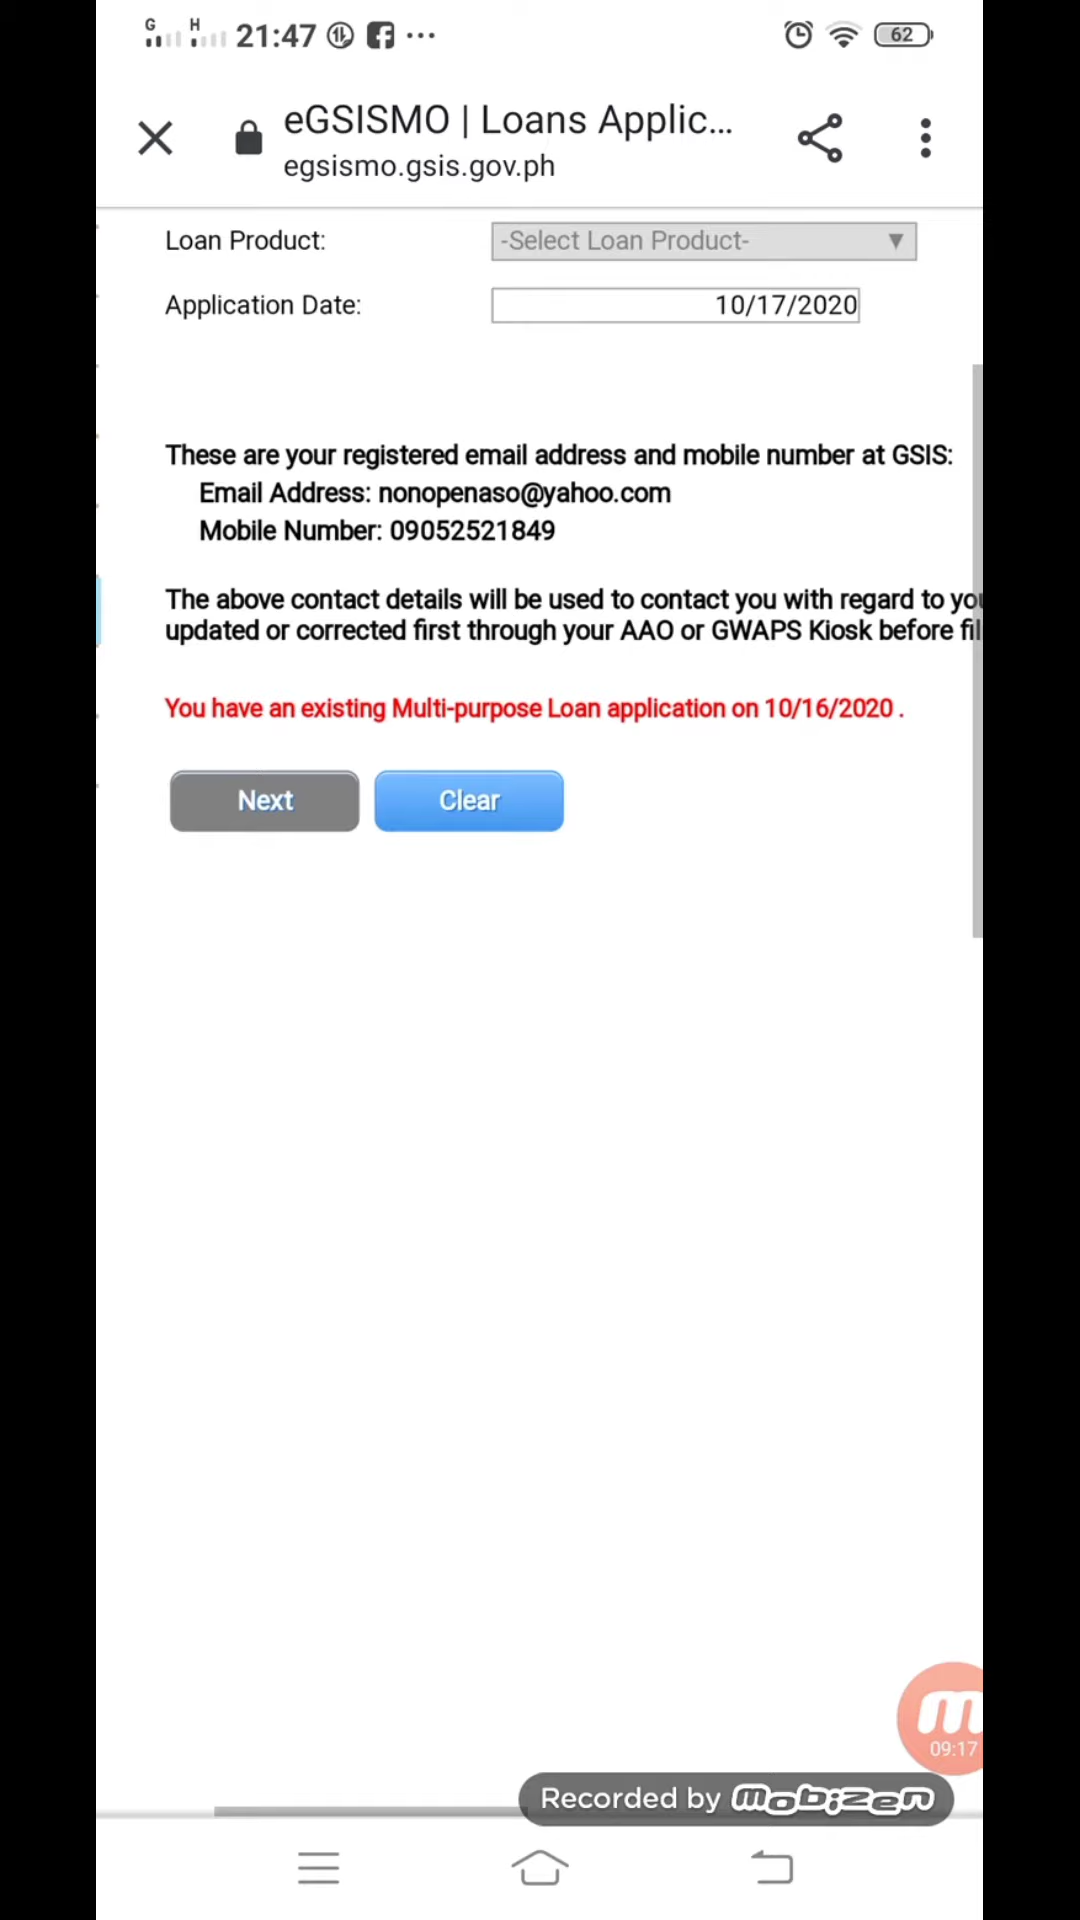 G H 21:47 ...
62
eGSISMO | Loans Applic...
egsismo.gsis.gov.ph
Loan Product: -Select Loan Product-
Application Date: 10/17/2020
These are your registered email address and mobile number at GSIS:
Email Address: nonopenaso@yahoo.com
Mobile Number: 09052521849
The above contact details will be used to contact you with regard to you
updated or corrected first through your AAO or GWAPS Kiosk before fil
You have an existing Multi-purpose Loan application on 10/16/2020 .
Next Clear
m
09:17
Recorded by mobizen